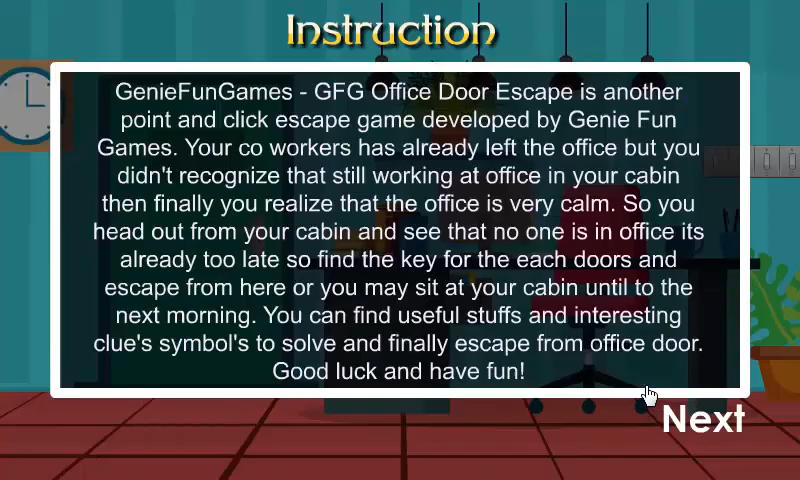 Instruction
GenieFunGames - GFG Office Door Escape is another
point and click escape game developed by Genie Fun
Games. Your co workers has already left the office but you
didn't recognize that still working at office in your cabin
then finally you realize that the office is very calm. So you
head out from your cabin and see that no one is in office its
already too late so find the key for the each doors and
escape from here or you may sit at your cabin until to the
next morning. You can find useful stuffs and interesting
clue's symbol's to solve and finally escape from office door.
Good luck and have fun!
Next